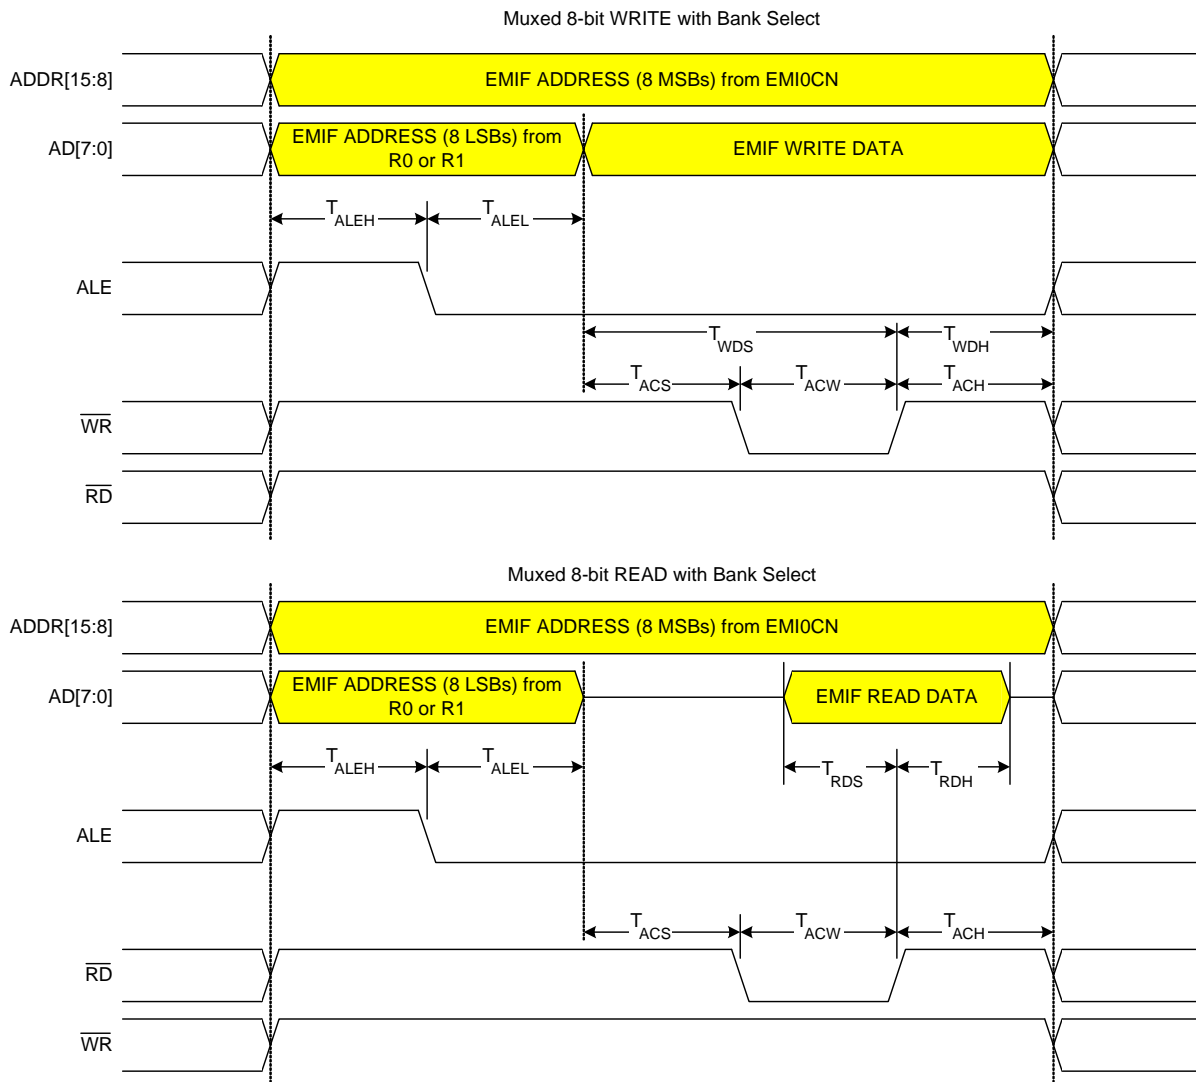 Muxed 8-bit WRITE with Bank Select
ADDR[15:8]
EMIF ADDRESS (8 MSBs) from EMI0CN
AD[7:0]
EMIF ADDRESS (8 LSBs) from
R0 or R1
EMIF WRITE DATA
TALEH
TALEL
ALE
TWDS
TWDH
TACS
TACW
TACH
WR
RD
Muxed 8-bit READ with Bank Select
ADDR[15:8]
EMIF ADDRESS (8 MSBs) from EMI0CN
AD[7:0]
EMIF ADDRESS (8 LSBs) from
R0 or R1
EMIF READ DATA
TALEH
TALEL
TRDS
TRDH
ALE
TACS
TACW
TACH
RD
WR